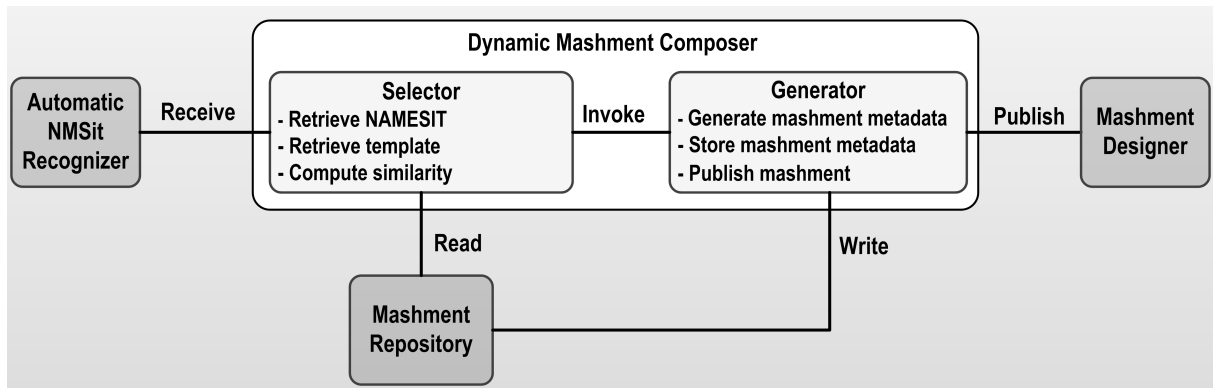 Dynamic Mashment Composer
Automatic
NMSit
Recognizer
Receive
Selector
- Retrieve NAMESIT
- Retrieve template
- Compute similarity
Invoke
Generator
- Generate mashment metadata
- Store mashment metadata
- Publish mashment
Publish
Mashment
Designer
Read
Write
Mashment
Repository